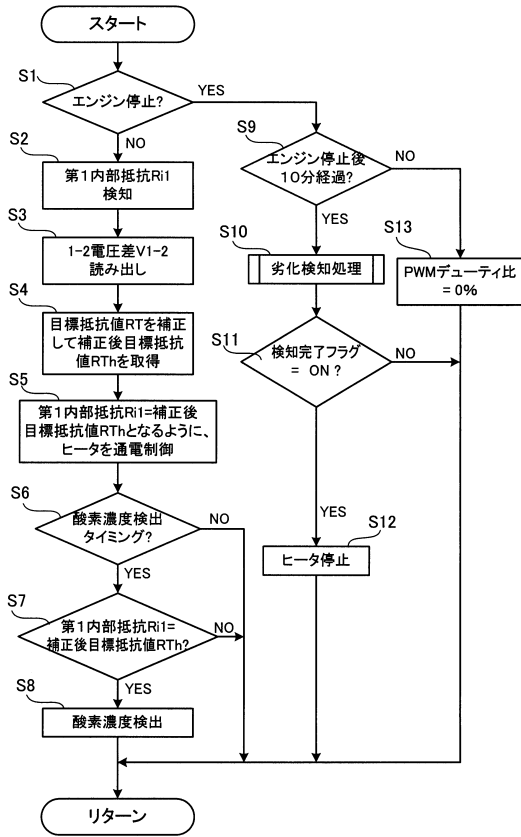 スタート
S1
エンジン停止?
YES
NO
S2
第1内部抵抗Ri1
検知
S3
1-2電圧差V1-2
読み出し
S4
目標抵抗値RTを補正
して補正後目標抵抗
値RThを取得
S5
第1内部抵抗Ri1=補正後
目標抵抗値RThとなるように、
ヒータを通電制御
S6
酸素濃度検出
タイミング?
NO
YES
S7
第1内部抵抗Ri1=
補正後目標抵抗値RTh?
NO
YES
S8
酸素濃度検出
S9
エンジン停止後
10分経過?
NO
YES
S10
劣化検知処理
S11
検知完了フラグ
= ON ?
NO
YES
S12
ヒータ停止
S13
PWMデューティ比
= 0%
リターン